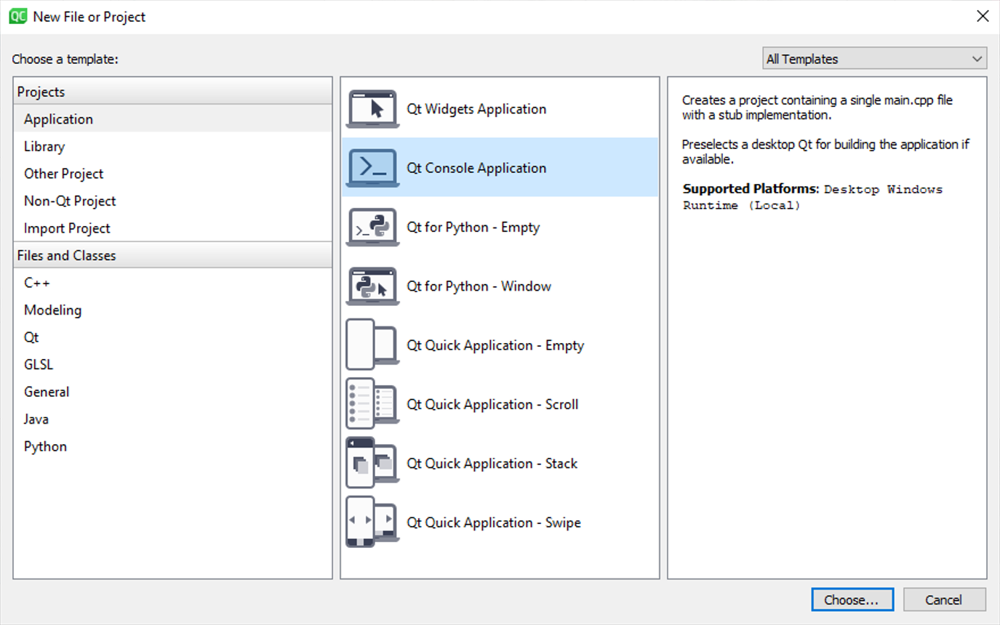 QC New File or Project
Choose a template:
All Templates
Projects
Application
Library
Other Project
Non-Qt Project
Import Project
Files and Classes
C++
Modeling
Qt
GLSL
General
Java
Python
Qt Widgets Application
Qt Console Application
Qt for Python - Empty
Qt for Python - Window
Qt Quick Application - Empty
Qt Quick Application - Scroll
Qt Quick Application - Stack
Qt Quick Application - Swipe
Creates a project containing a single main.cpp file
with a stub implementation.
Preselects a desktop Qt for building the application if
available.
Supported Platforms: Desktop Windows
Runtime (Local)
Choose...
Cancel